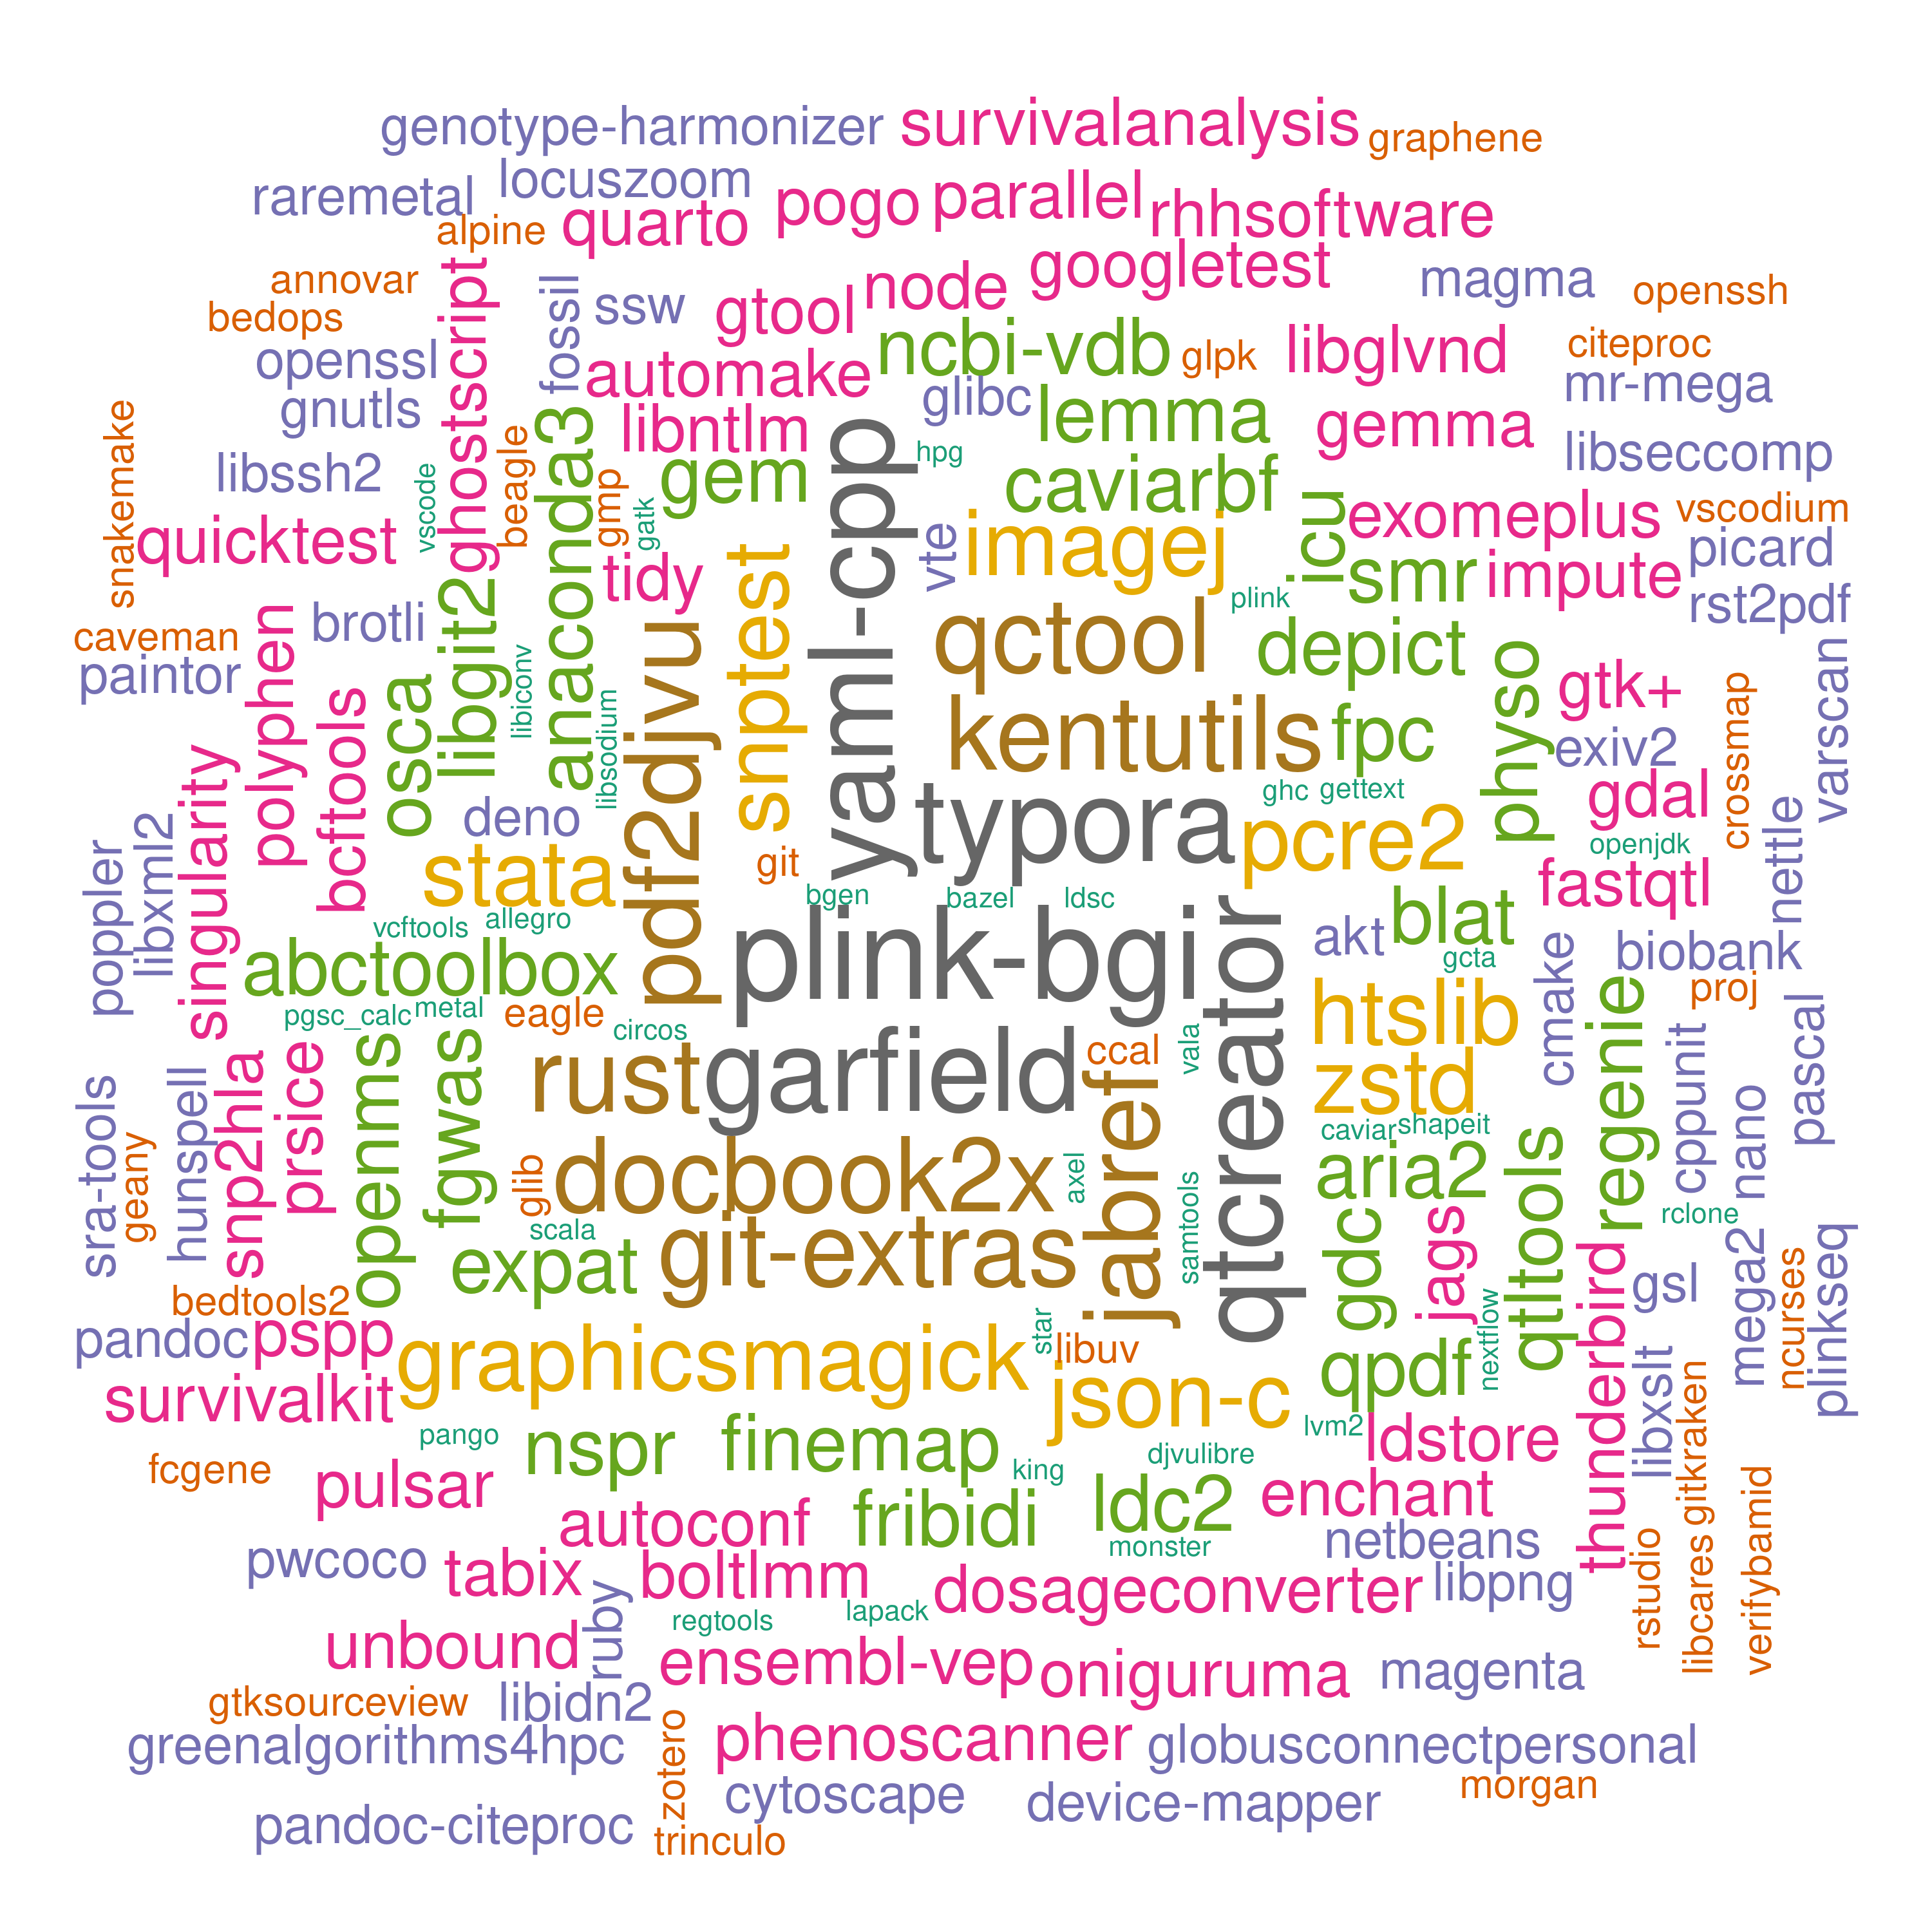 genotype-harmonizer
survivalanalysis
graphene
raremetal
locuszoom
alpine
quarto
pogo
parallel
rhhsoftware
annovar
bedops
ghostscript
fossil
ssw
gtool
node
googletest
magma
openssh
openssl
automake
ncbi-vdb
glpk
libglvnd
citeproc
mr-mega
gnutls
libntlm
glibc
lemma
gemma
snakemake
libssh2
vscode
beagle
anaconda3
gmp
gatk
gem
yaml-cpp
hpg
caviarbf
libseccomp
quicktest
tidy
snptest
vte
imagej
icu
exomeplus
vscodium
smr
impute
picard
plink
rst2pdf
caveman
paintor
polyphen
brotli
libgit2
libiconv
libsodium
pdf2djvu
qctool
depict
physo
gtk+
crossmap
varscan
bcftools
osca
kentutils
fpc
exiv2
singularity
deno
typora
ghc
gettext
gdal
nettle
poppler
libxml2
stata
git
pcre2
openjdk
fastqtl
vcftools
allegro
bgen
bazel
ldsc
blat
abctoolbox
plink-bgi
qtcreator
akt
gcta
cmake
biobank
pgsc_calc
metal
eagle
circos
htslib
regenie
proj
pascal
sra-tools
geany
hunspell
snp2hla
prsice
openms
fgwas
rust
garfield
ccal
vala
zstd
cppunit
nano
glib
docbook2x
axel
jabref
samtools
caviar
shapeit
aria2
qtltools
rclone
scala
expat
git-extras
gdc
jags
thunderbird
gsl
mega2
ncurses
plinkseq
bedtools2
pandoc
pspp
graphicsmagick
star
libuv
qpdf
nextflow
libxslt
gitkraken
survivalkit
json-c
pango
nspr
finemap
king
djvulibre
lvm2
ldstore
fcgene
pulsar
autoconf
fribidi
ldc2
enchant
verifybamid
pwcoco
tabix
boltlmm
monster
netbeans
rstudio
libcares
ruby
regtools
lapack
dosageconverter
libpng
unbound
ensembl-vep
oniguruma
magenta
gtksourceview
libidn2
zotero
phenoscanner
greenalgorithms4hpc
globusconnectpersonal
cytoscape
device-mapper
morgan
pandoc-citeproc
trinculo